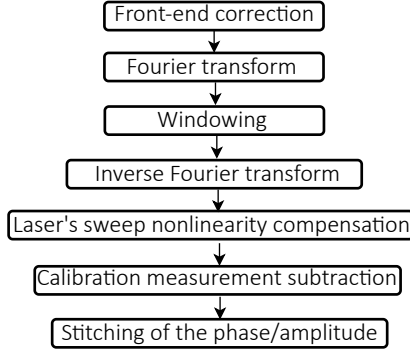 Front-end correction
Fourier transform
Windowing
Inverse Fourier transform
Laser's sweep nonlinearity compensation
Calibration measurement subtraction
Stitching of the phase/amplitude